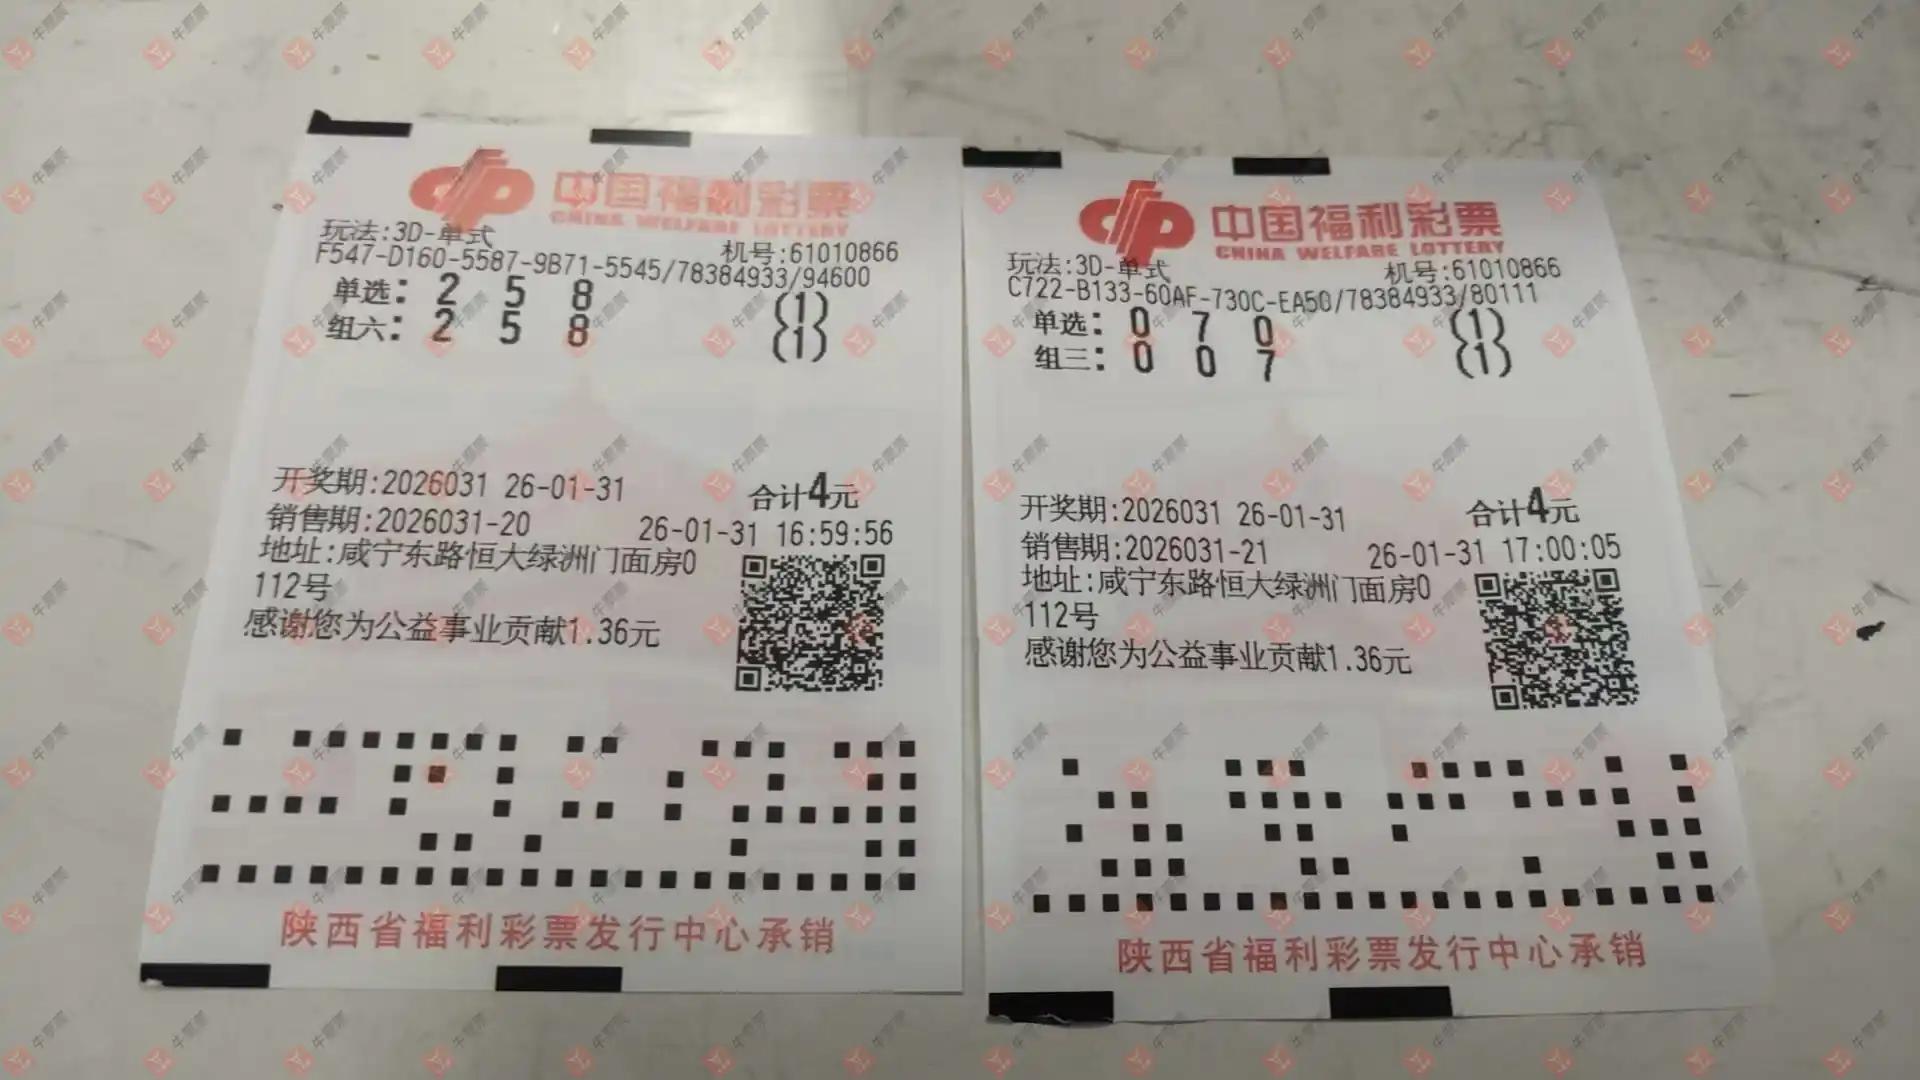 中国福利彩票
CHINA WELFARE LOTTERY
玩法:3D-单式
机号:61010866
F547-D160-5587-9B71-5545/78384933/94600
单选: 2 5 8 (1)
组六: 2 5 8 (1)
开奖期:2026031 26-01-31
合计4元
销售期:2026031-20 26-01-31 16:59:56
地址:咸宁东路恒大绿洲门面房0
112号
感谢您为公益事业贡献1.36元
陕西省福利彩票发行中心承销
中国福利彩票
CHINA WELFARE LOTTERY
玩法:3D-单式
机号:61010866
C722-B133-60AF-730C-EA50/78384933/80111
单选: 0 7 0 (1)
组三: 0 0 7 (1)
开奖期:2026031 26-01-31
合计4元
销售期:2026031-21 26-01-31 17:00:05
地址:咸宁东路恒大绿洲门面房0
112号
感谢您为公益事业贡献1.36元
陕西省福利彩票发行中心承销